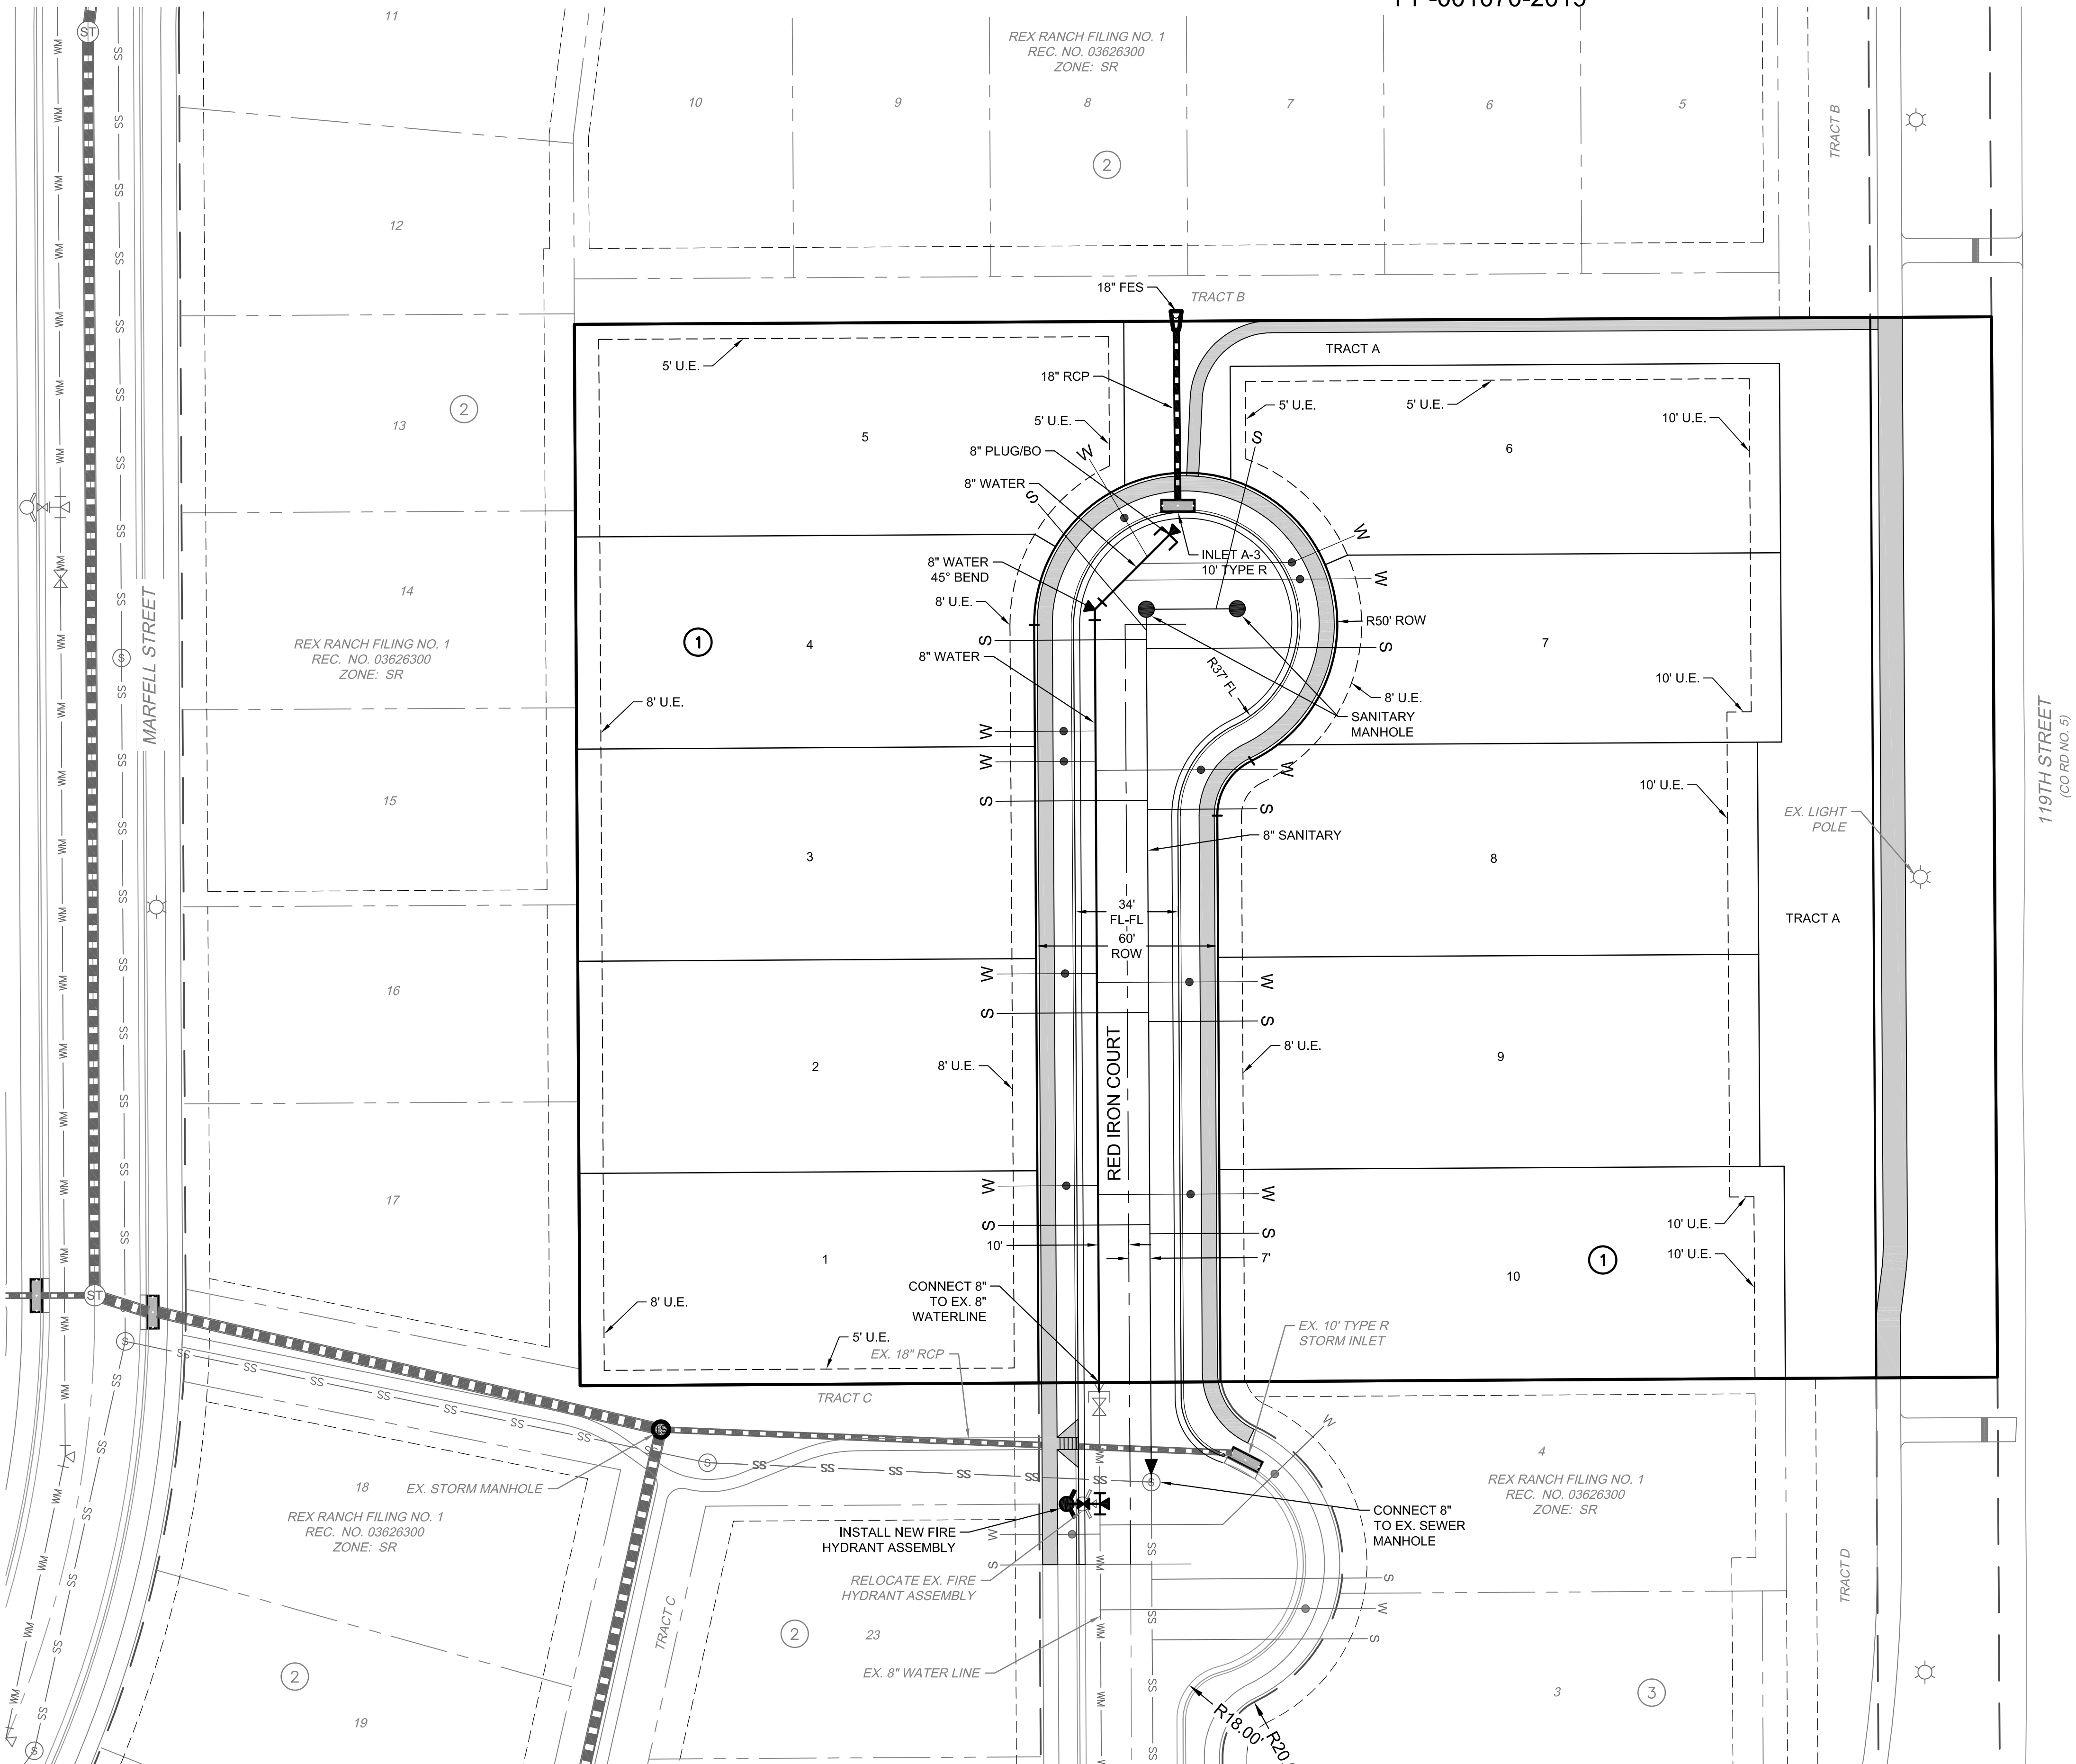 11
REX RANCH FILING NO. 1
REC. NO. 03626300
ZONE: SR
10
9
8
7
6
5
2
TRACT B
12
13
2
14
REX RANCH FILING NO. 1
REC. NO. 03626300
ZONE: SR
15
16
17
MARFELL STREET
18" FES
TRACT B
TRACT A
5' U.E.
18" RCP
5' U.E.
8" PLUG/BO
8" WATER
5' U.E.
5' U.E.
10' U.E.
5
6
8" WATER
45° BEND
INLET A-3
10' TYPE R
8' U.E.
R50' ROW
1
4
7
8" WATER
R37' FL
8' U.E.
8' U.E.
10' U.E.
SANITARY
MANHOLE
10' U.E.
EX. LIGHT
POLE
119TH STREET
(CO RD NO. 5)
8" SANITARY
3
8
34'
FL-FL
60'
ROW
TRACT A
RED IRON COURT
8' U.E.
8' U.E.
2
9
10'
7'
10' U.E.
10' U.E.
1
10
1
CONNECT 8"
TO EX. 8"
WATERLINE
8' U.E.
5' U.E.
EX. 18" RCP
EX. 10' TYPE R
STORM INLET
TRACT C
18
EX. STORM MANHOLE
REX RANCH FILING NO. 1
REC. NO. 03626300
ZONE: SR
4
REX RANCH FILING NO. 1
REC. NO. 03626300
ZONE: SR
INSTALL NEW FIRE
HYDRANT ASSEMBLY
CONNECT 8"
TO EX. SEWER
MANHOLE
RELOCATE EX. FIRE
HYDRANT ASSEMBLY
TRACT C
TRACT D
2
23
EX. 8" WATER LINE
2
19
3
3
R18.00'
R20.
ST
ST
WM
SS
W
S